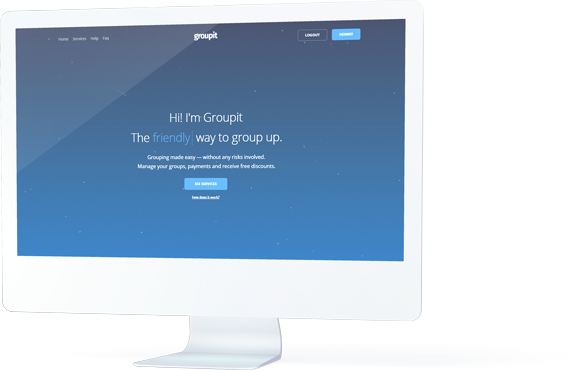 Home Services Help Faq
groupit
LOGOUT
Hi! I'm Groupit
The friendly way to group up.
Grouping made easy — without any risks involved.
Manage your groups, payments and receive free discounts.
SEE SERVICES
how does it work?